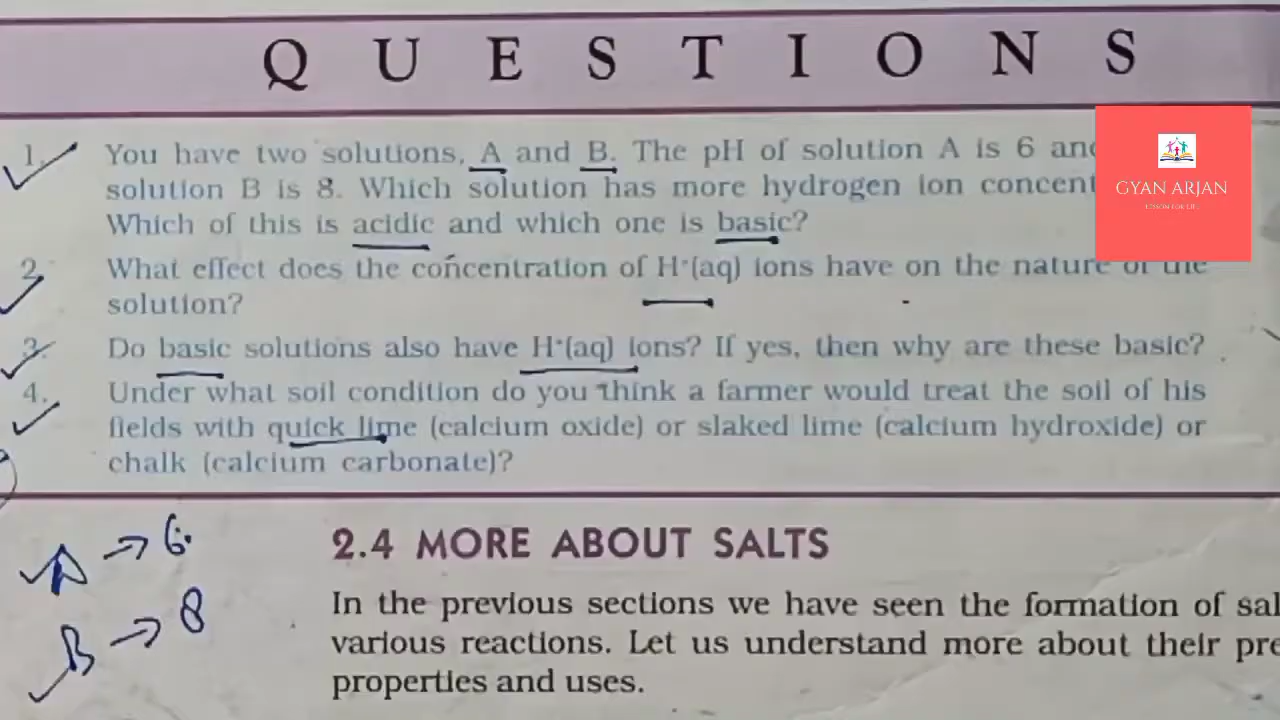 QUESTIONS
1. You have two solutions, A and B. The pH of solution A is 6 and
solution B is 8. Which solution has more hydrogen ion
Which of this is acidic and which one is basic?
GYAN ARJAN
2. What effect does the concentration of H⁺(aq) ions have on the nature of the
solution?
3. Do basic solutions also have H⁺(aq) ions? If yes, then why are these basic?
4. Under what soil condition do you think a farmer would treat the soil of his
fields with quick lime (calcium oxide) or slaked lime (calcium hydroxide) or
chalk (calcium carbonate)?
A → 6
B → 8
2.4 MORE ABOUT SALTS
In the previous sections we have seen the formation of
various reactions. Let us understand more about their
properties and uses.